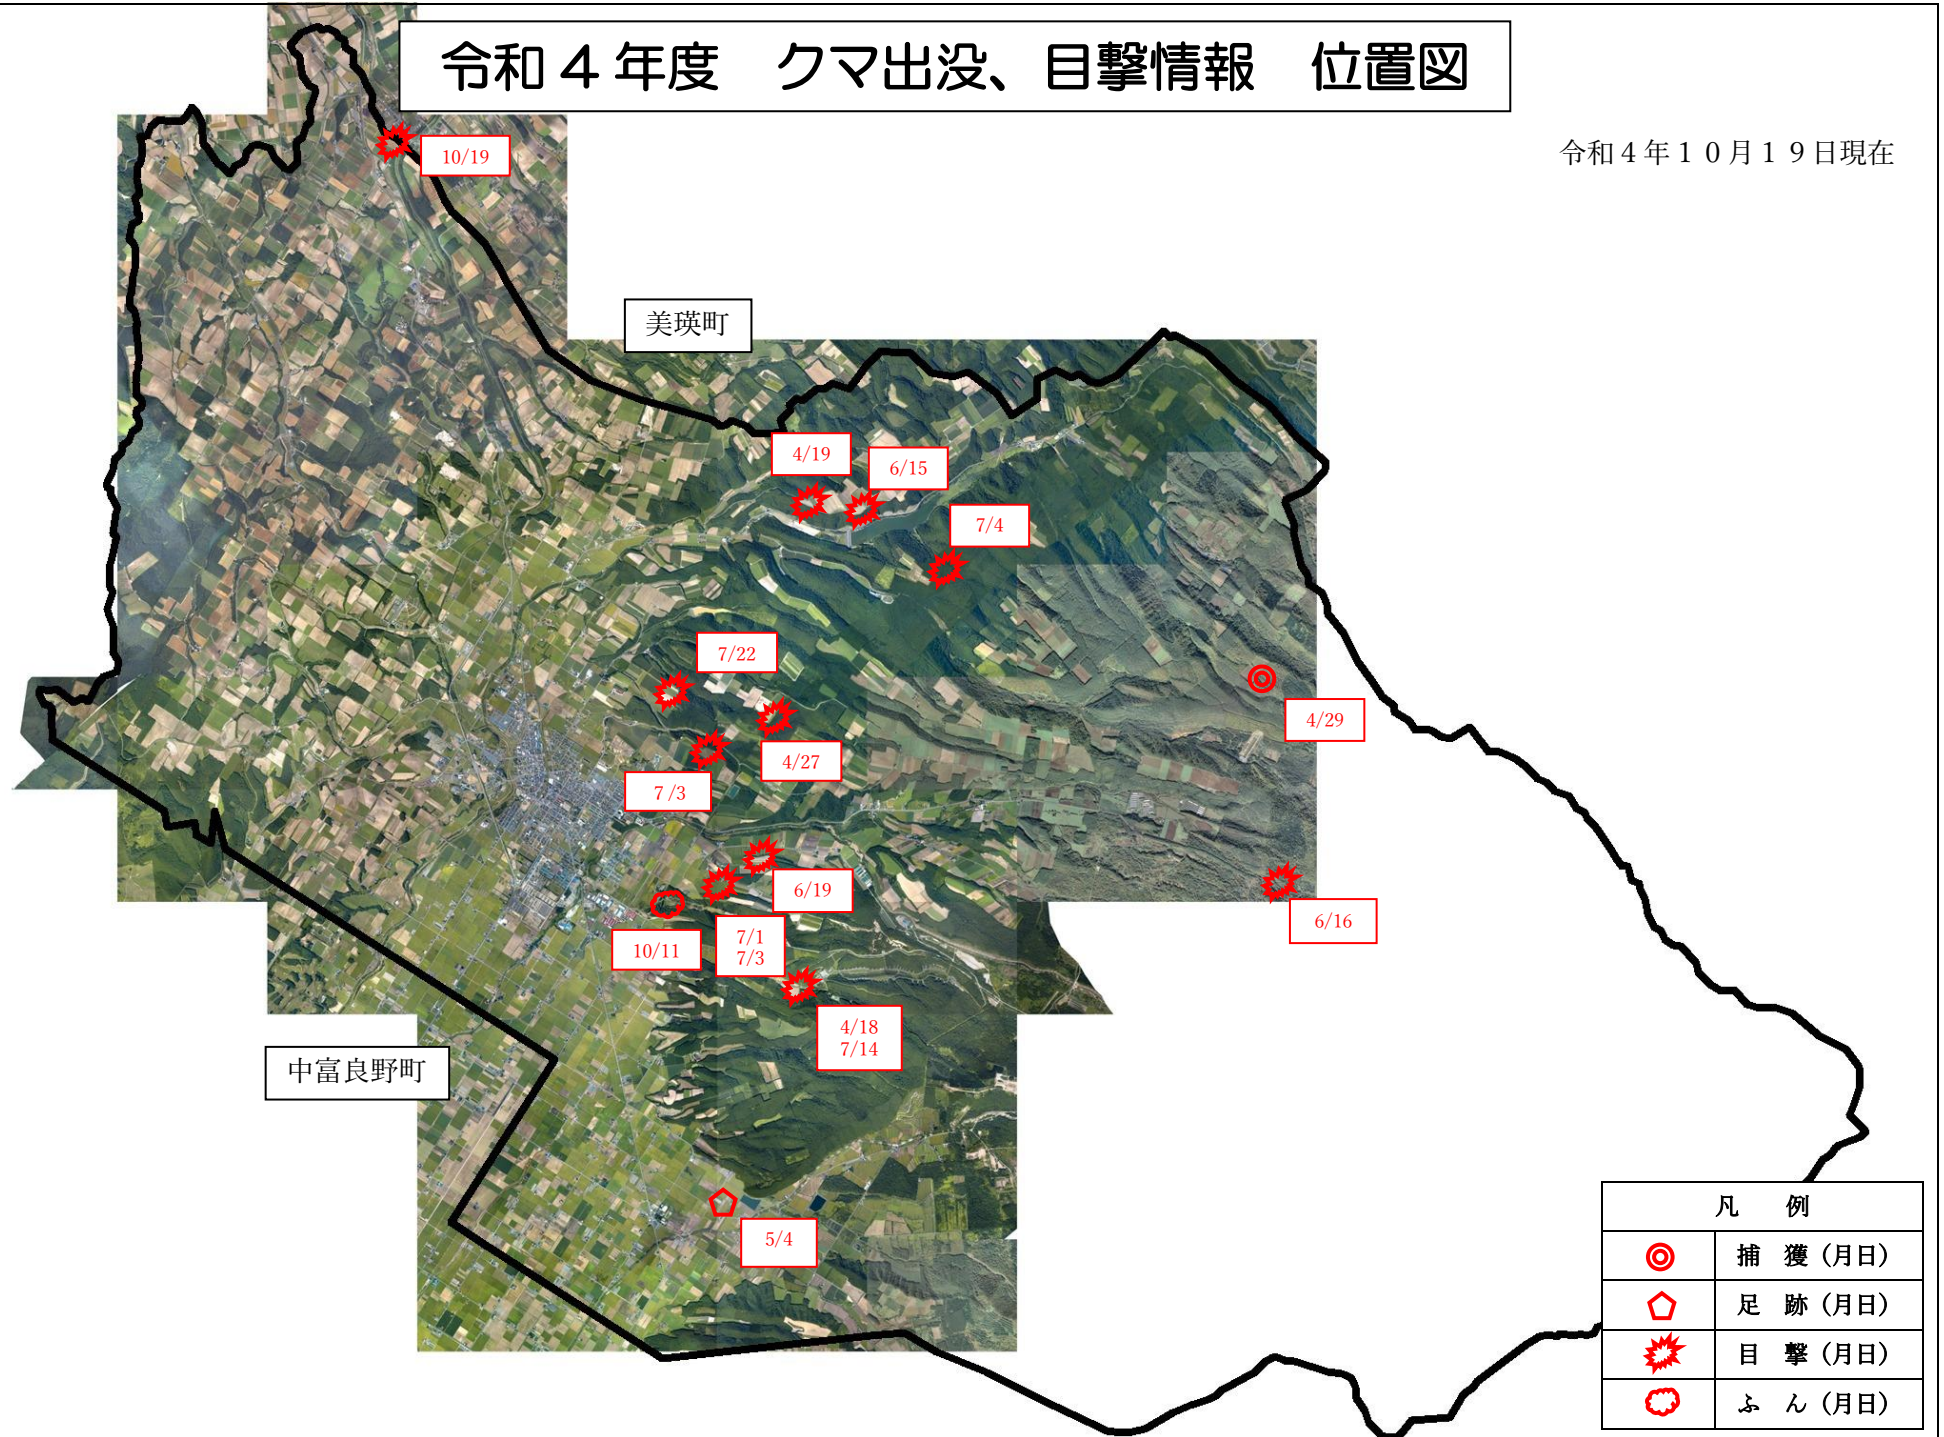 令和４年度　クマ出没、目撃情報　位置図
令和４年１０月１９日現在
10/19
美瑛町
4/19
6/15
7/4
7/22
4/29
4/27
7 /3
6/19
6/16
10/11
7/1
7/3
4/18
7/14
中富良野町
5/4
凡　例
捕　獲（月日）
足　跡（月日）
目　撃（月日）
ふ　ん（月日）